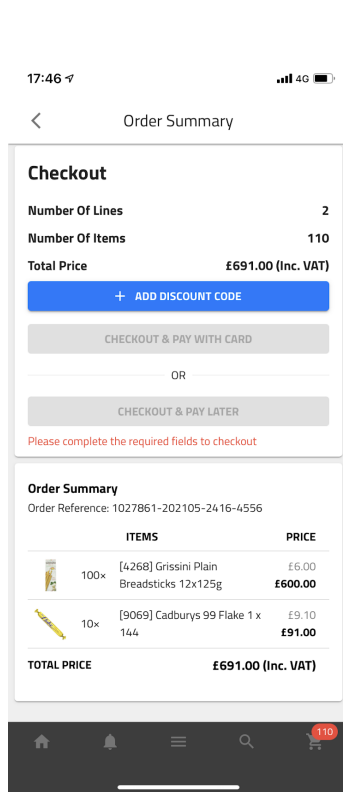 17:46
4G
Order Summary
Checkout
Number Of Lines 2
Number Of Items 110
Total Price £691.00 (Inc. VAT)
+ ADD DISCOUNT CODE
CHECKOUT & PAY WITH CARD
OR
CHECKOUT & PAY LATER
Please complete the required fields to checkout
Order Summary
Order Reference: 1027861-202105-2416-4556
ITEMS PRICE
100× [4268] Grissini Plain £6.00
Breadsticks 12x125g £600.00
10× [9069] Cadburys 99 Flake 1 x £9.10
144 £91.00
TOTAL PRICE £691.00 (Inc. VAT)
110